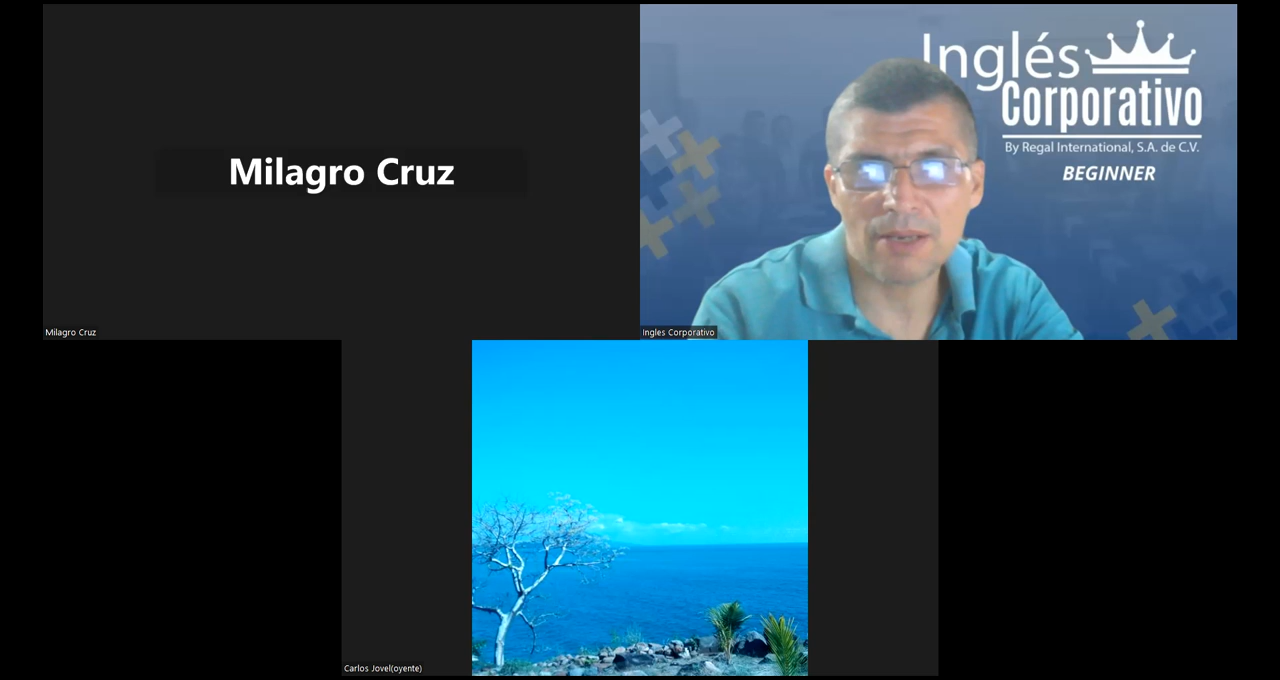 Milagro Cruz
Milagro Cruz
Inglés
Corporativo
By Regal International, S.A. de C.V.
BEGINNER
Ingles Corporativo
Carlos Jovel(oyente)